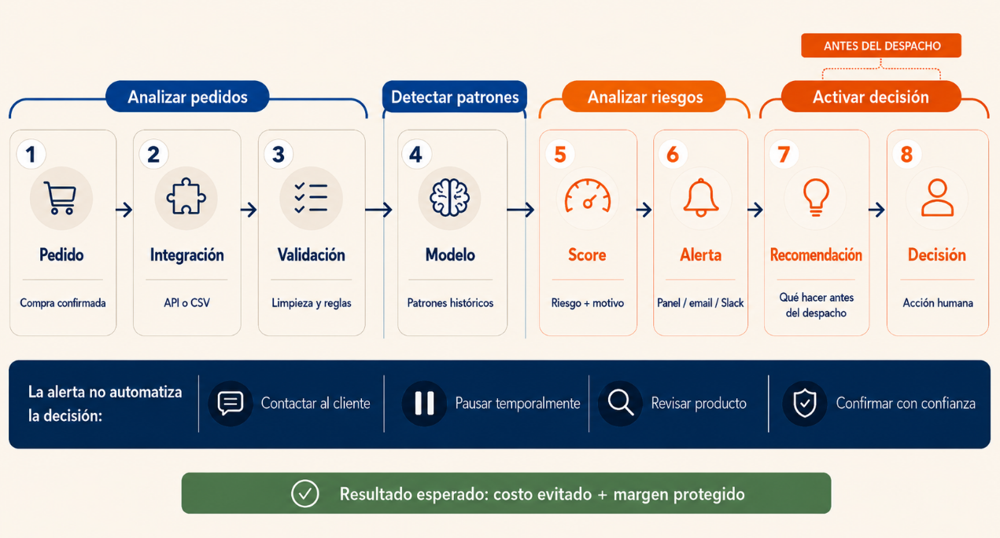 ANTES DEL DESPACHO
Analizar pedidos
Detectar patrones
Analizar riesgos
Activar decisión
1
Pedido
Compra confirmada
2
Integración
API o CSV
3
Validación
Limpieza y reglas
4
Modelo
Patrones históricos
5
Score
Riesgo + motivo
6
Alerta
Panel / email / Slack
7
Recomendación
Qué hacer antes
del despacho
8
Decisión
Acción humana
La alerta no automatiza
la decisión:
Contactar al cliente
Pausar temporalmente
Revisar producto
Confirmar con confianza
Resultado esperado: costo evitado + margen protegido